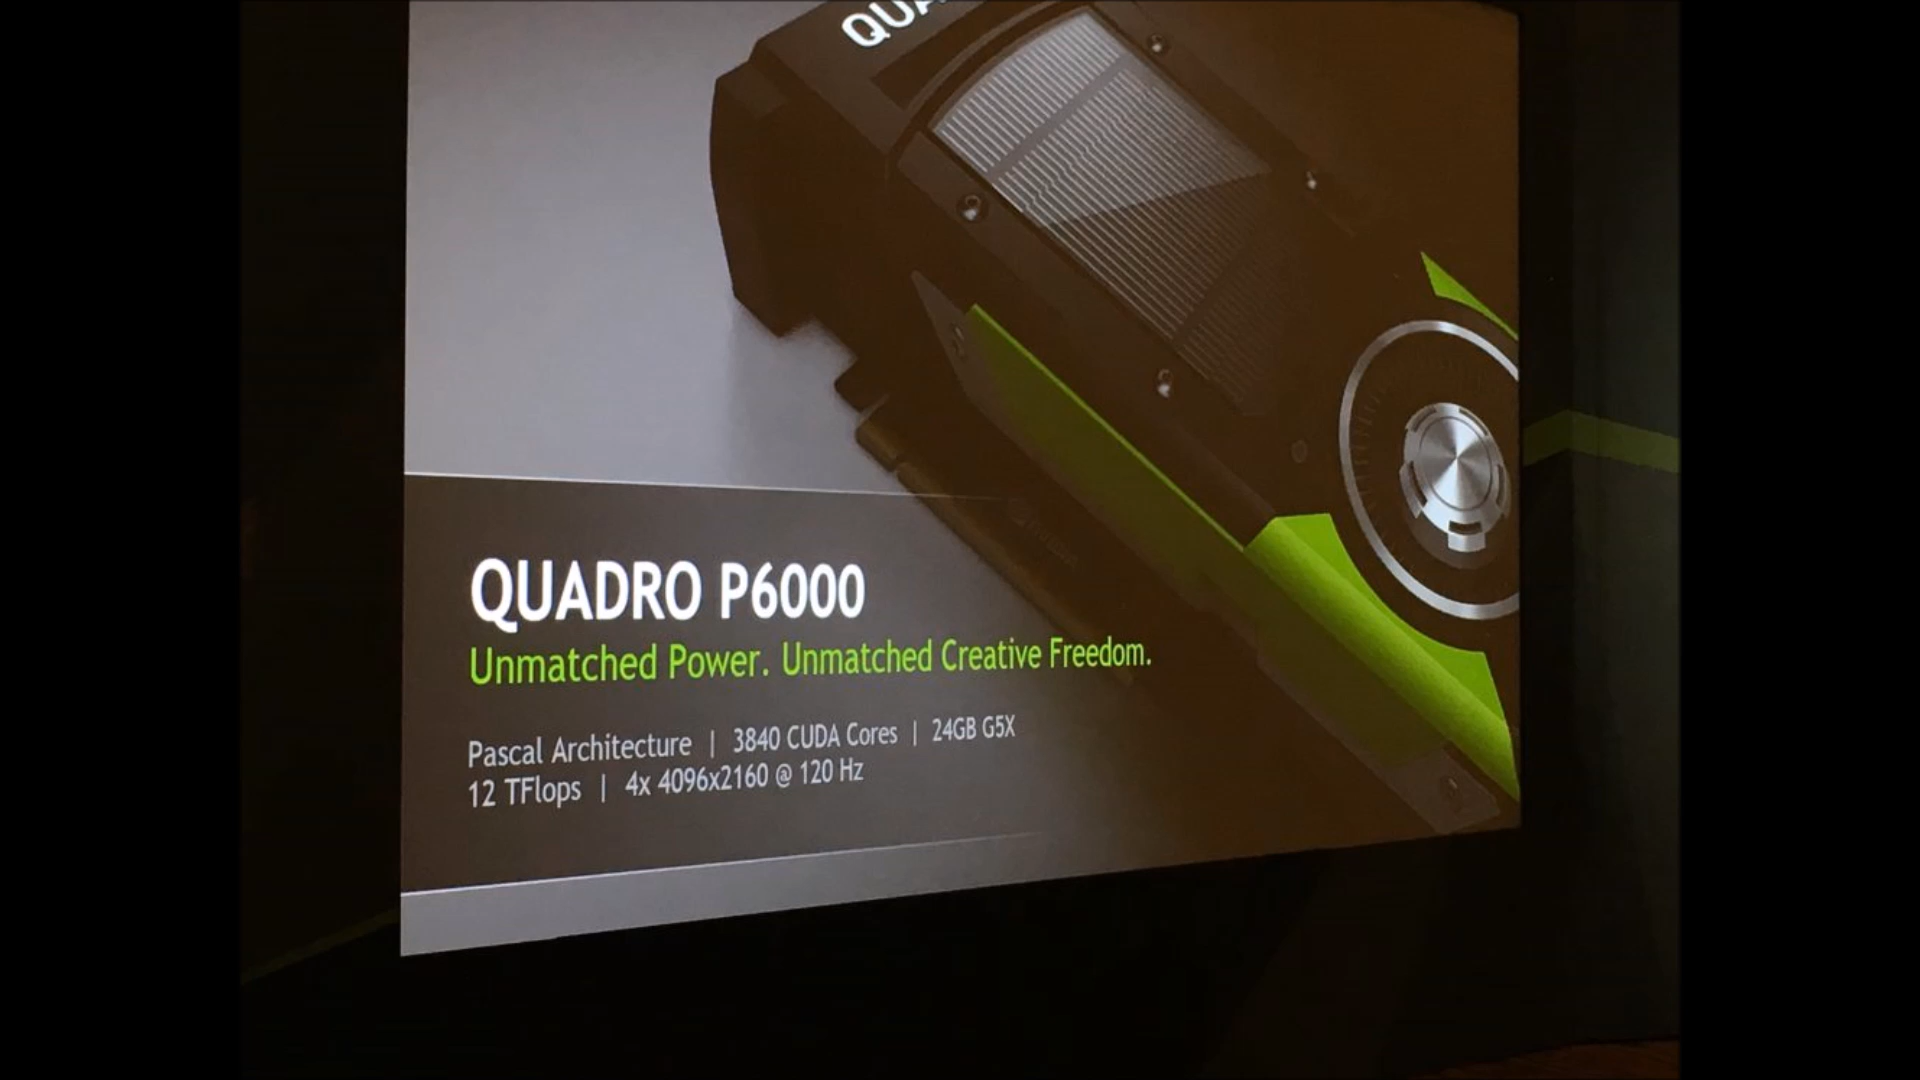 QUA
QUADRO P6000
Unmatched Power. Unmatched Creative Freedom.
Pascal Architecture | 3840 CUDA Cores | 24GB G5X
12 TFlops | 4x 4096x2160 @ 120 Hz